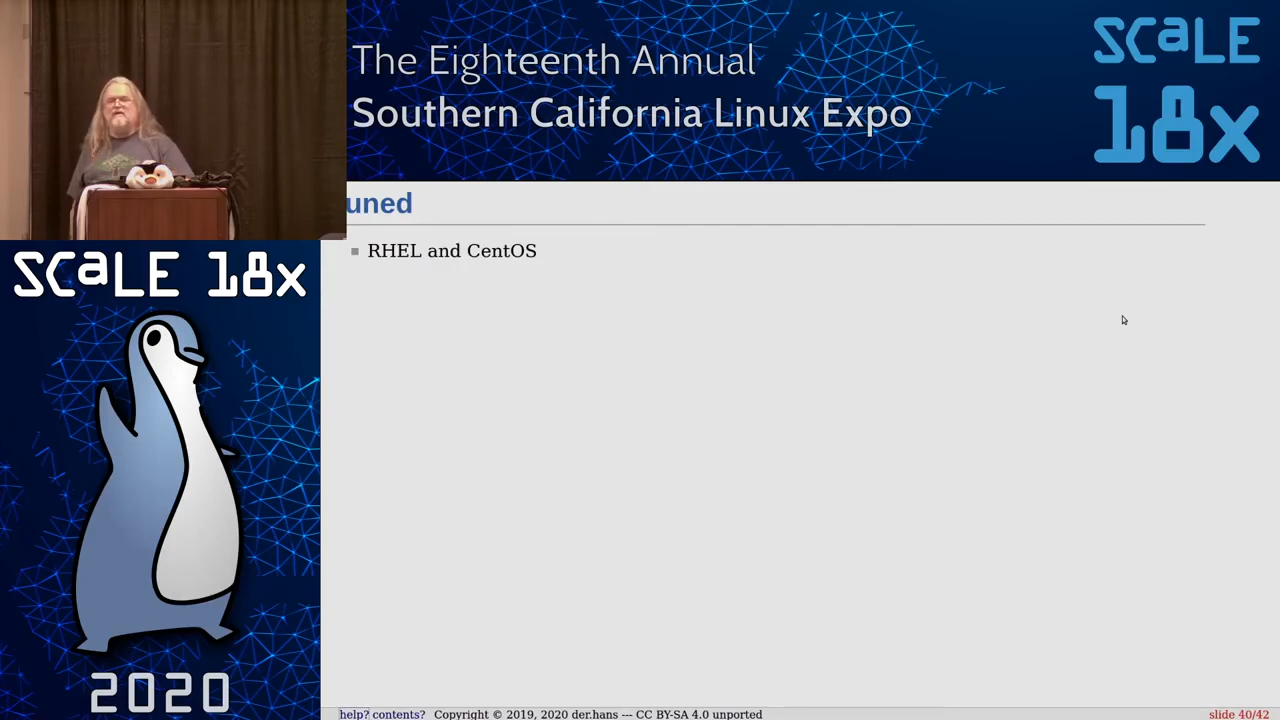 The Eighteenth Annual
Southern California Linux Expo
SCaLE
18x
uned
RHEL and CentOS
SCaLE 18x
2020
help? contents? Copyright © 2019, 2020 der.hans --- CC BY-SA 4.0 unported
slide 40/42